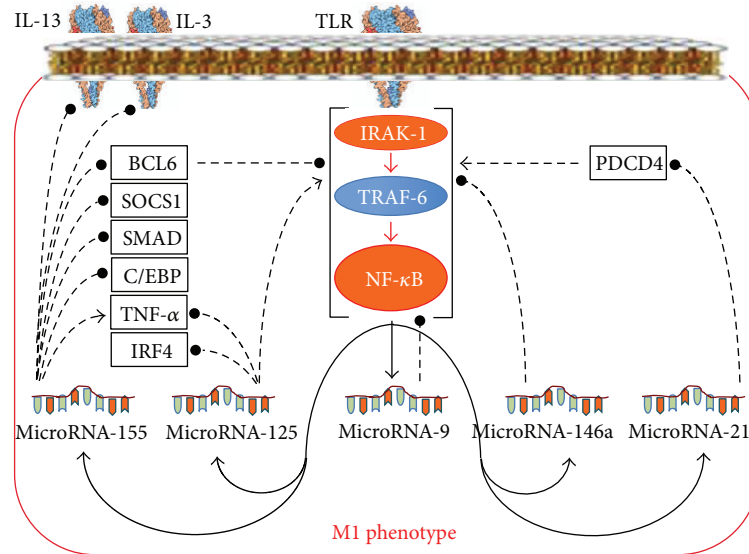 IL-13
IL-3
TLR
IRAK-1
BCL6
PDCD4
TRAF-6
SOCS1
SMAD
C/EBP
NF-κB
TNF-α
IRF4
MicroRNA-155
MicroRNA-125
MicroRNA-9
MicroRNA-146a
MicroRNA-21
M1 phenotype